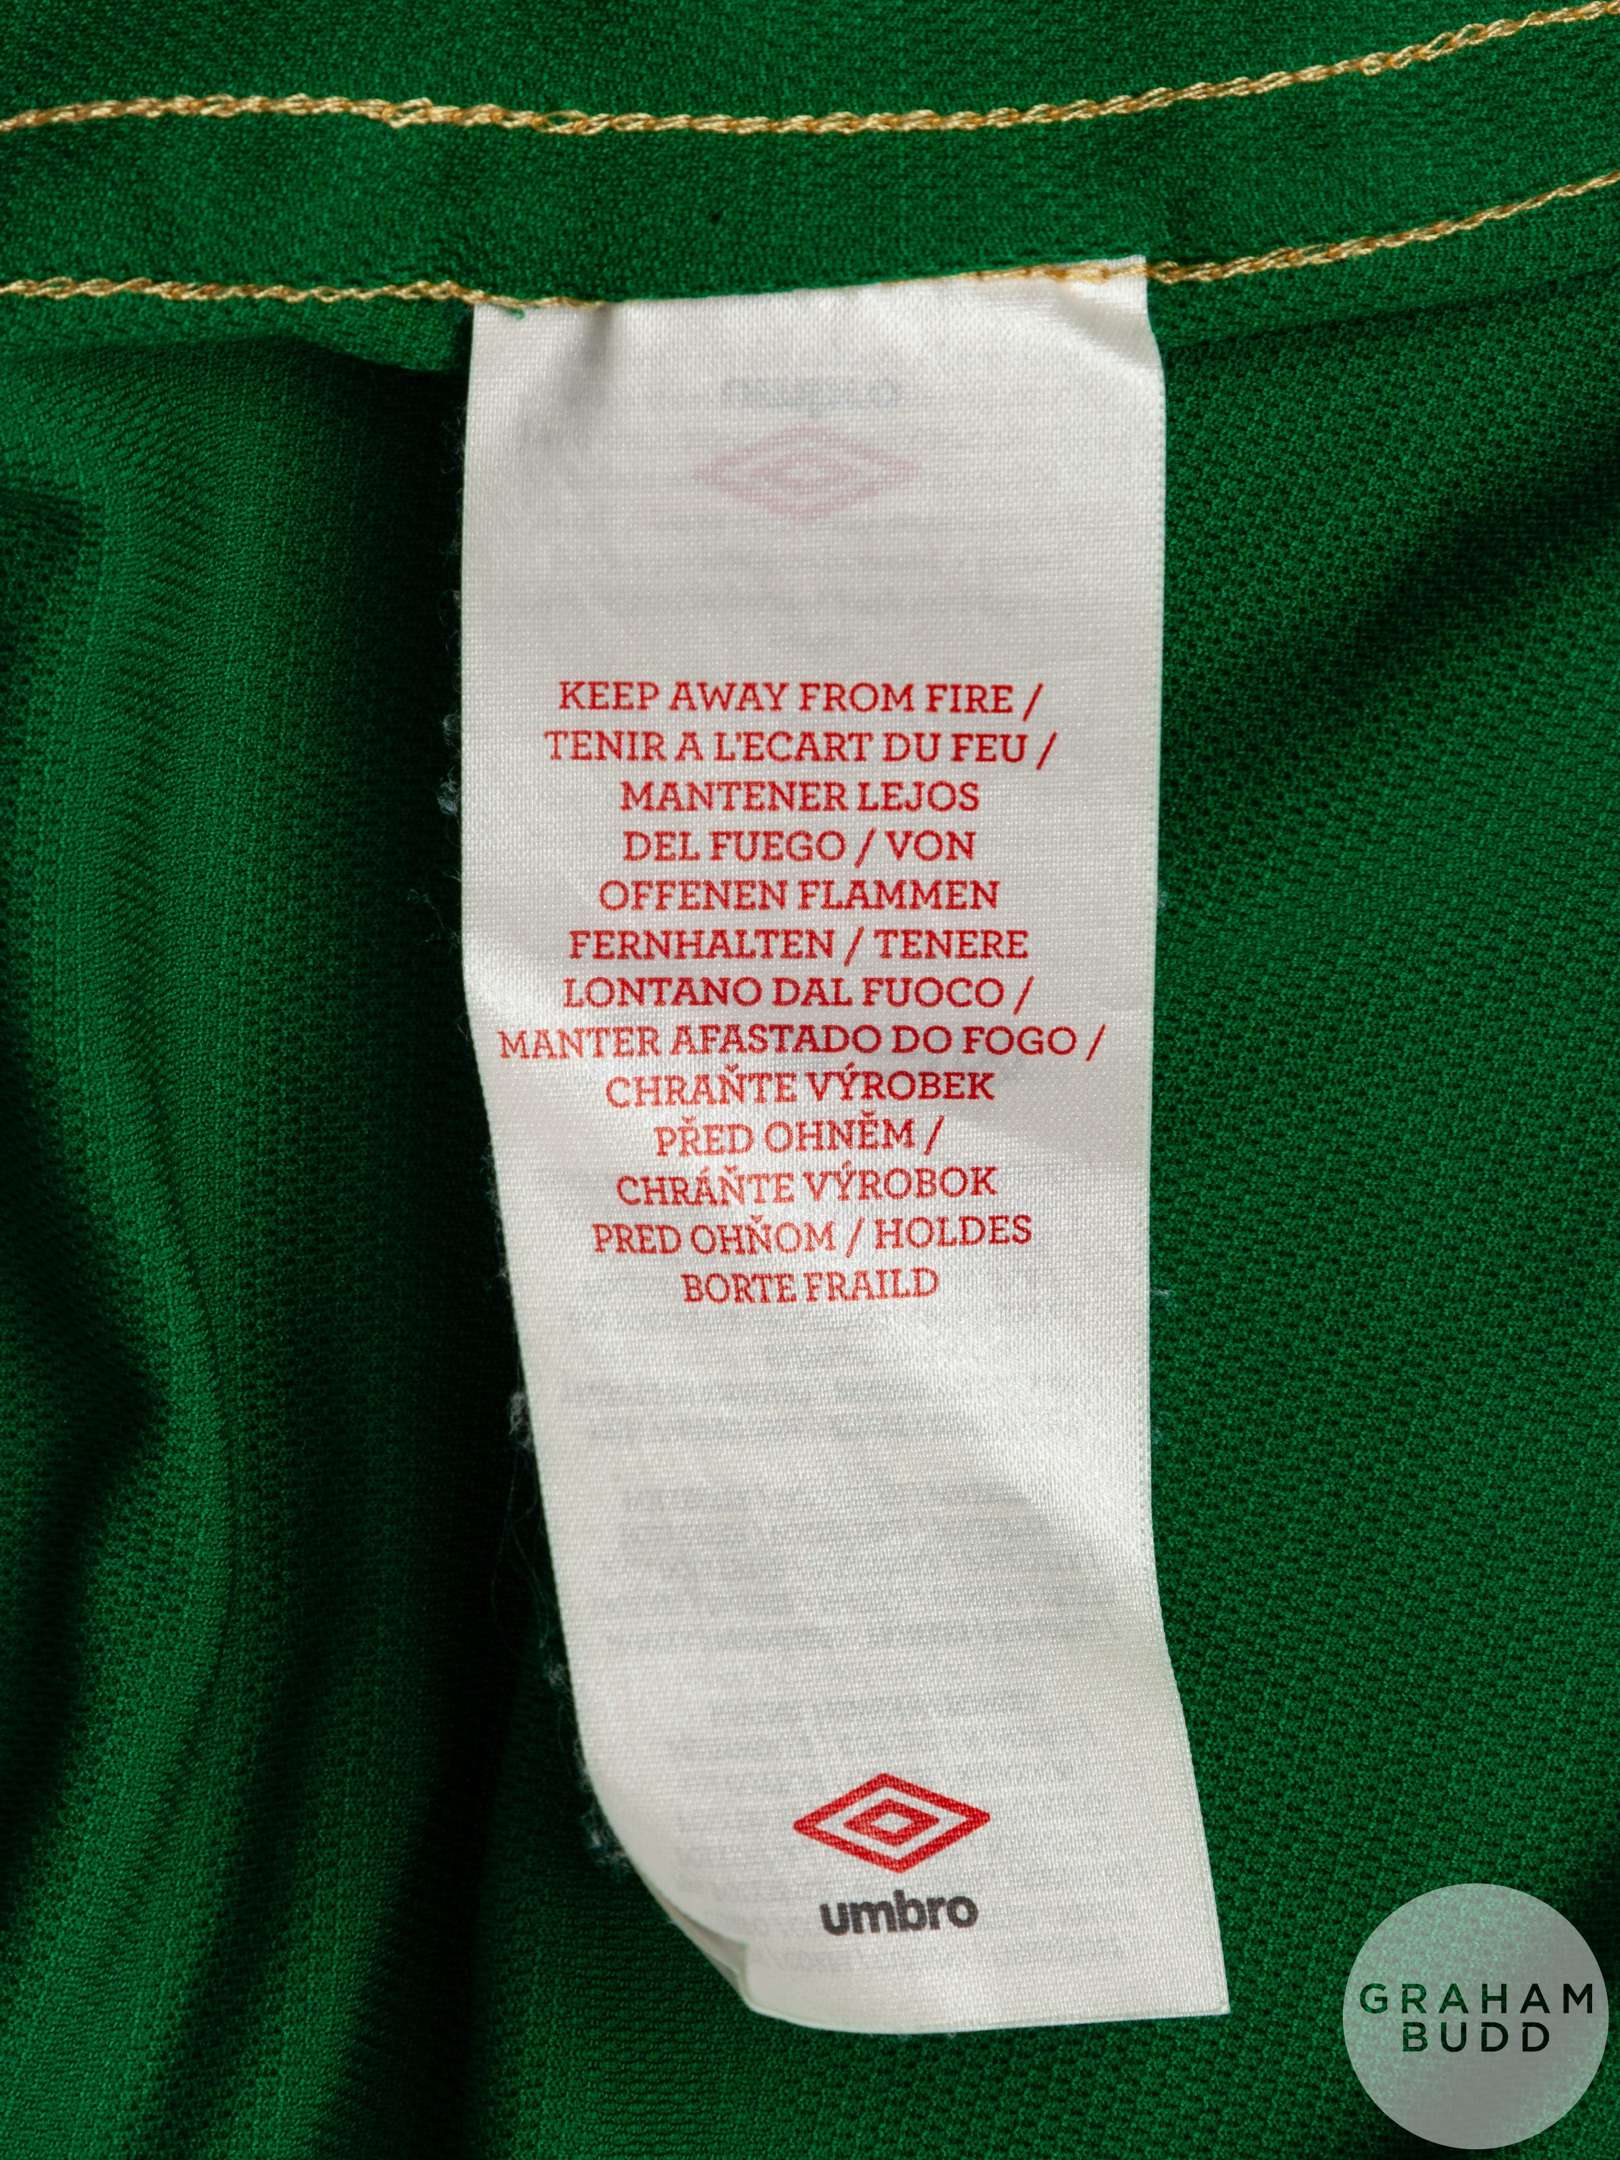 KEEP AWAY FROM FIRE /
TENIR A L'ECART DU FEU /
MANTENER LEJOS
DEL FUEGO / VON
OFFENEN FLAMMEN
FERNHALTEN / TENERE
LONTANO DAL FUOCO /
MANTER AFASTADO DO FOGO /
CHRAŇTE VÝROBEK
PŘED OHNĚM /
CHRÁŇTE VÝROBOK
PRED OHŇOM / HOLDES
BORTE FRAILD
umbro
GRAHAM
BUDD